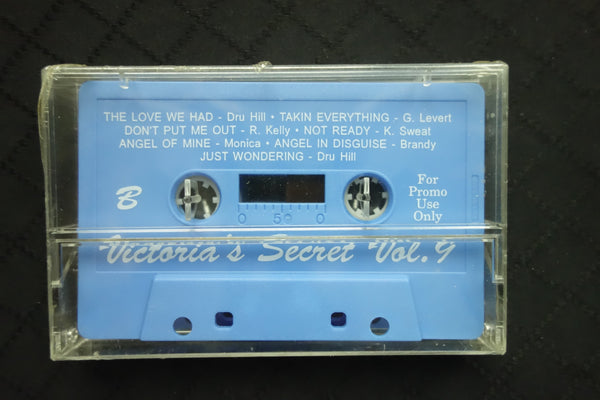 THE LOVE WE HAD - Dru Hill • TAKIN EVERYTHING - G. Levert
DON'T PUT ME OUT - R. Kelly • NOT READY - K. Sweat
ANGEL OF MINE - Monica • ANGEL IN DISGUISE - Brandy
JUST WONDERING - Dru Hill
B
0 50 0
For
Promo
Use
Only
Victoria's Secret Vol. 9